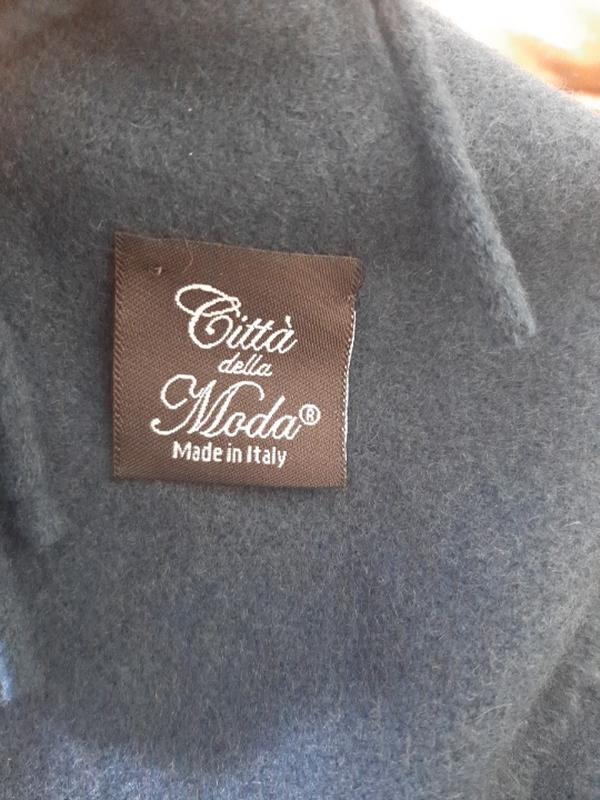 Città
della
Moda®
Made in Italy